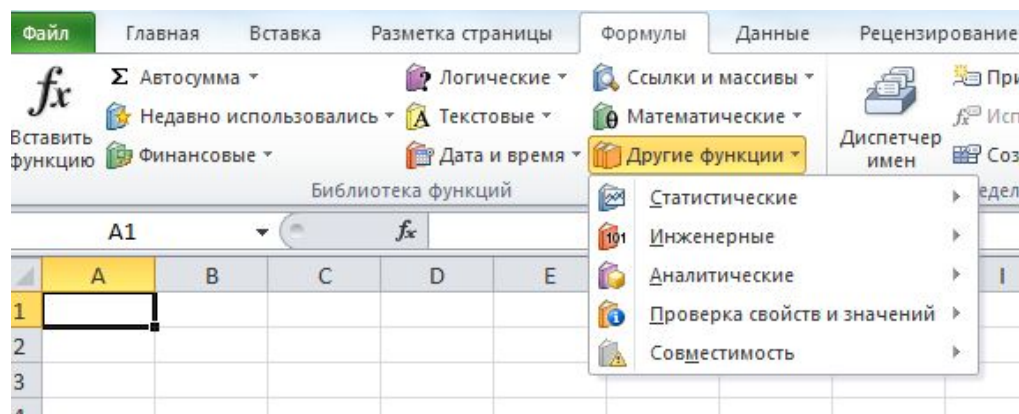 Файл Главная Вставка Разметка страницы Формулы Данные Рецензирование
Σ Автосумма Логические Ссылки и массивы
Недавно использовались Текстовые Математические
Вставить функцию Финансовые Дата и время Другие функции Диспетчер имен
Библиотека функций
Статистические
A1 fx
Инженерные
A B C D E I
Аналитические
1
Проверка свойств и значений
2
Совместимость
3